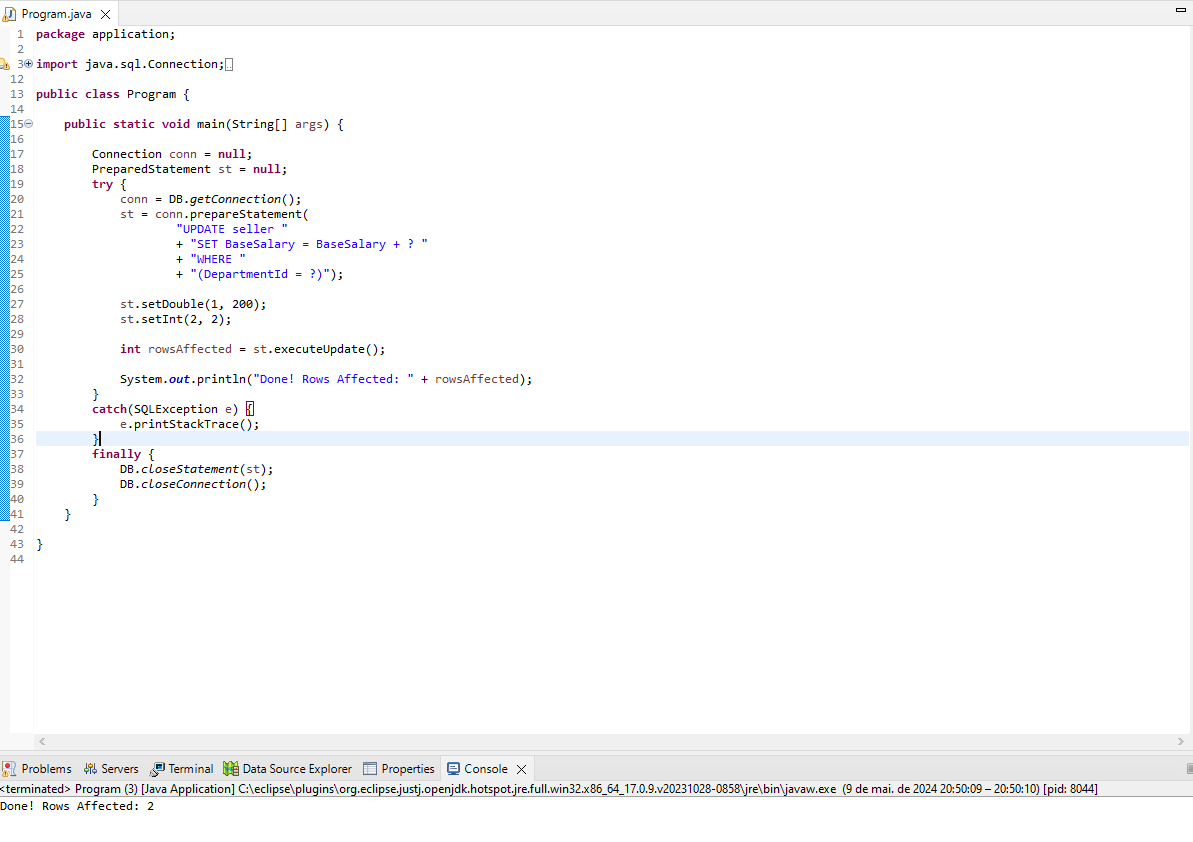 Program.java
1 package application;
2
3 import java.sql.Connection;
12
13 public class Program {
14
15     public static void main(String[] args) {
16
17         Connection conn = null;
18         PreparedStatement st = null;
19         try {
20             conn = DB.getConnection();
21             st = conn.prepareStatement(
22                     "UPDATE seller "
23                     + "SET BaseSalary = BaseSalary + ? "
24                     + "WHERE "
25                     + "(DepartmentId = ?)");
26
27             st.setDouble(1, 200);
28             st.setInt(2, 2);
29
30             int rowsAffected = st.executeUpdate();
31
32             System.out.println("Done! Rows Affected: " + rowsAffected);
33         }
34         catch(SQLException e) {
35             e.printStackTrace();
36         }
37         finally {
38             DB.closeStatement(st);
39             DB.closeConnection();
40         }
41     }
42
43 }
44
Problems Servers Terminal Data Source Explorer Properties Console
<terminated> Program (3) [Java Application] C:\eclipse\plugins\org.eclipse.justj.openjdk.hotspot.jre.full.win32.x86_64_17.0.9.v20231028-0858\jre\bin\javaw.exe (9 de mai. de 2024 20:50:09 – 20:50:10) [pid: 8044]
Done! Rows Affected: 2